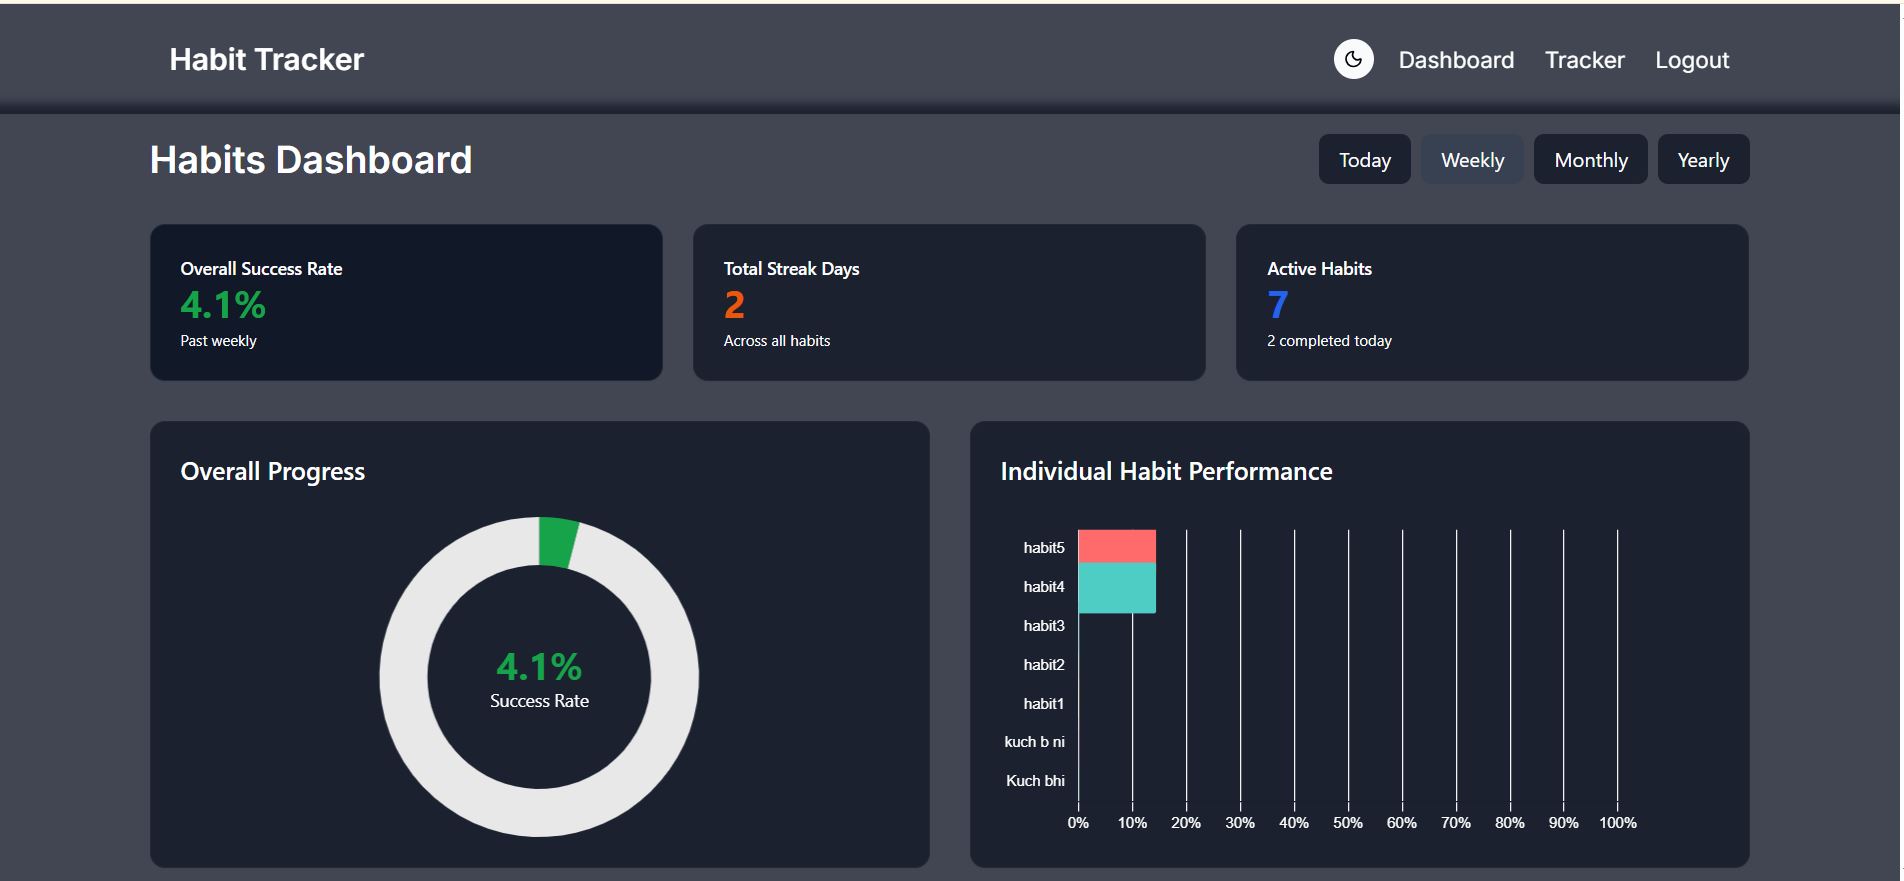 Habit Tracker
Dashboard Tracker Logout
Habits Dashboard
Today Weekly Monthly Yearly
Overall Success Rate
4.1%
Past weekly
Total Streak Days
2
Across all habits
Active Habits
7
2 completed today
Overall Progress
4.1%
Success Rate
Individual Habit Performance
habit5
habit4
habit3
habit2
habit1
kuch b ni
Kuch bhi
0% 10% 20% 30% 40% 50% 60% 70% 80% 90% 100%